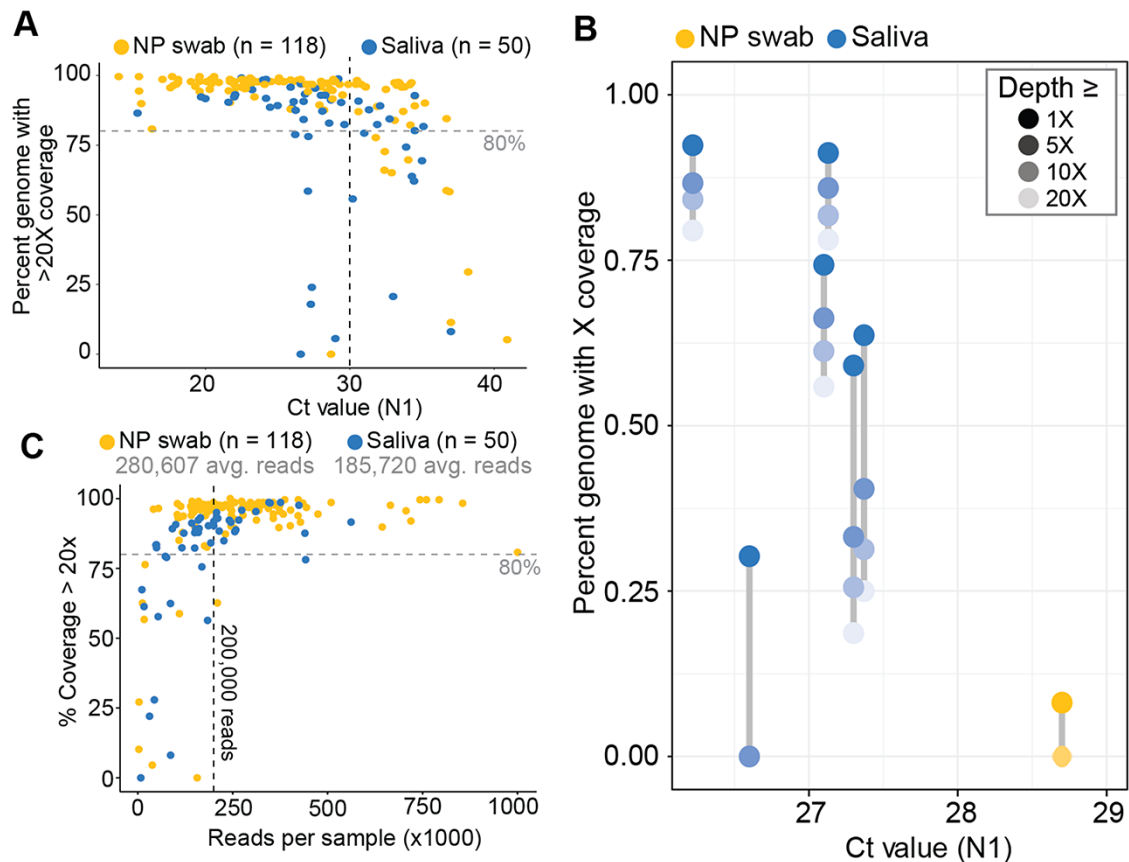 A
NP swab (n = 118) Saliva (n = 50)
Percent genome with
>20X coverage
100
75
50
25
0
80%
20 30 40
Ct value (N1)
B
NP swab Saliva
Depth ≥
1X
5X
10X
20X
Percent genome with X coverage
1.00
0.75
0.50
0.25
0.00
27 28 29
Ct value (N1)
C
NP swab (n = 118) Saliva (n = 50)
280,607 avg. reads 185,720 avg. reads
% Coverage > 20x
100
75
50
25
0
80%
200,000 reads
0 250 500 750 1000
Reads per sample (x1000)